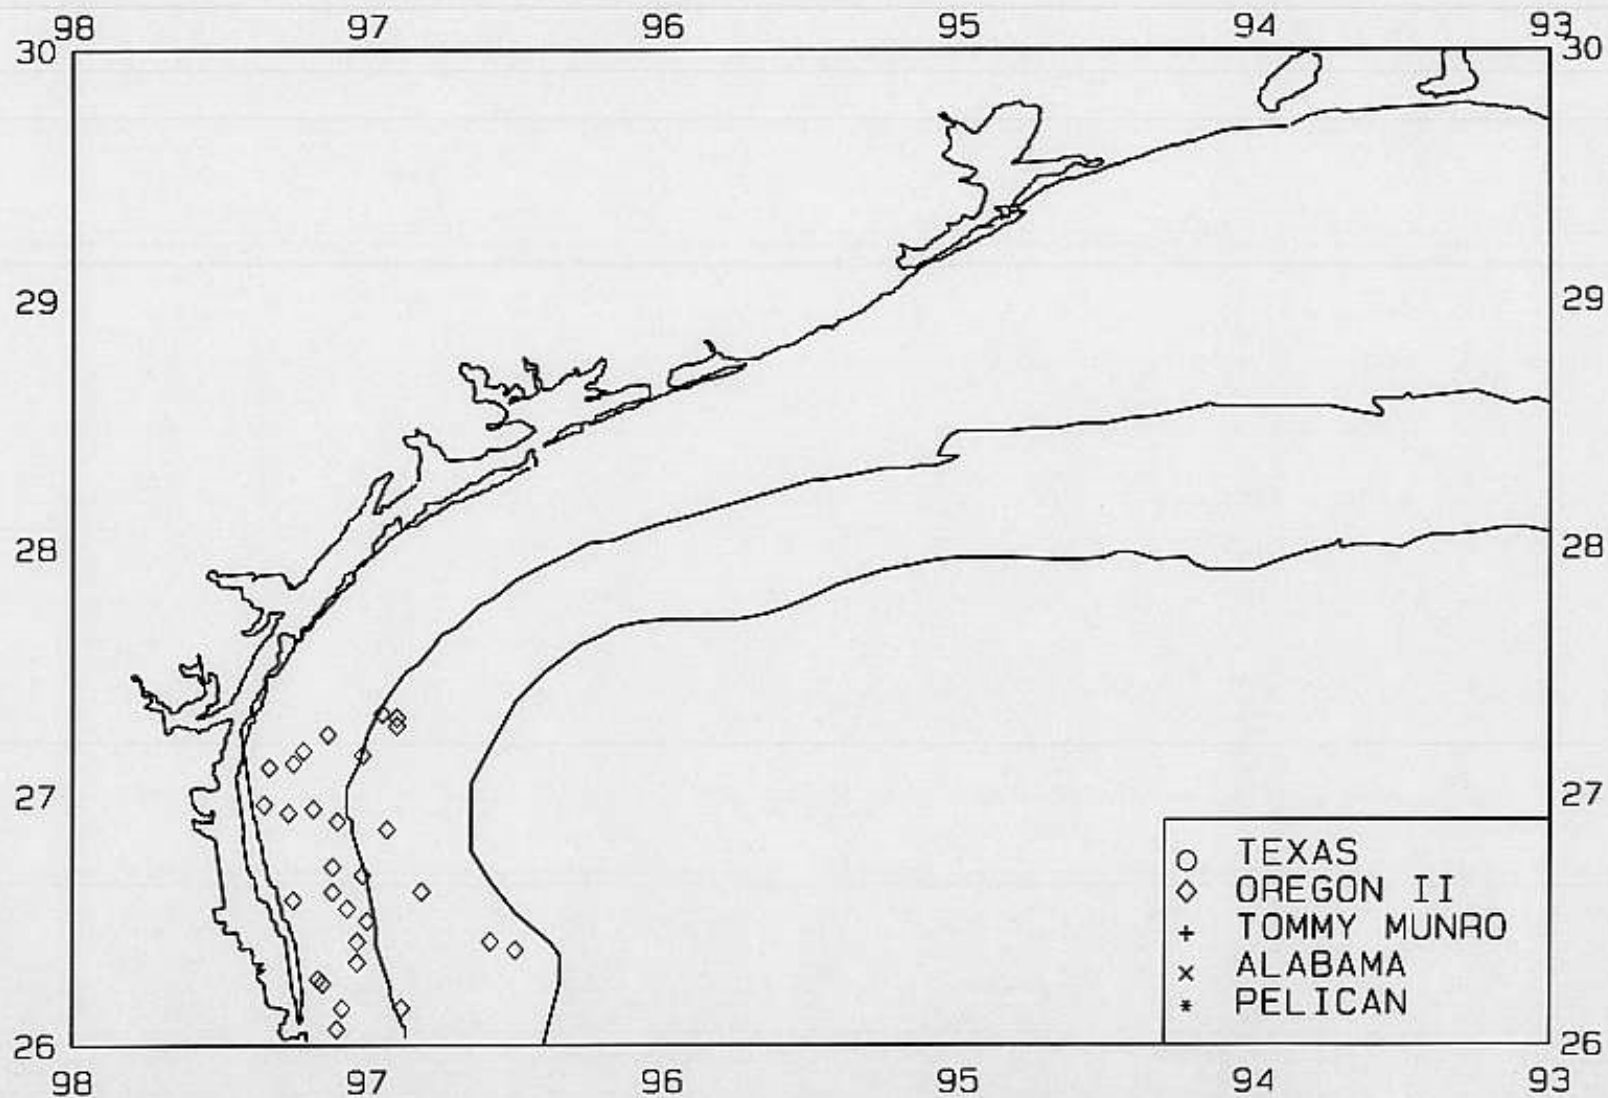 98 97 96 95 94 93
30 30
29 29
28 28
27 27
TEXAS
OREGON II
TOMMY MUNRO
ALABAMA
PELICAN
26 26
98 97 96 95 94 93